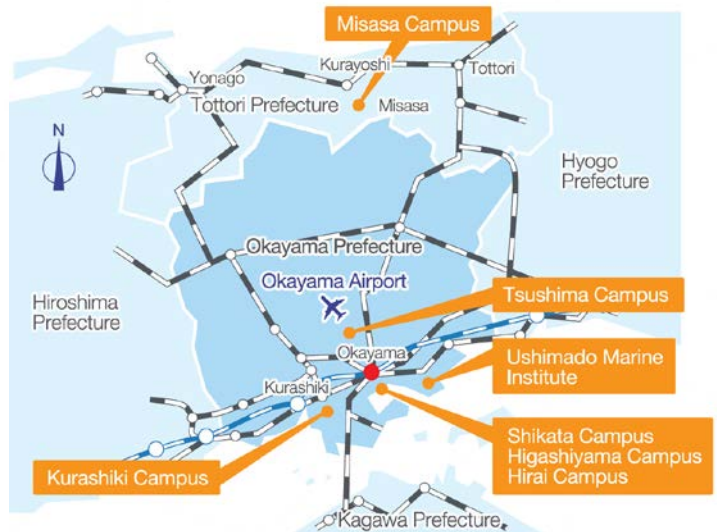 Misasa Campus
Kurayoshi
Yonago
Tottori
Tottori Prefecture
Misasa
N
Hyogo
Prefecture
Okayama Prefecture
Okayama Airport
Tsushima Campus
Hiroshima
Prefecture
Okayama
Ushimado Marine
Institute
Kurashiki
Shikata Campus
Higashiyama Campus
Hirai Campus
Kurashiki Campus
Kagawa Prefecture